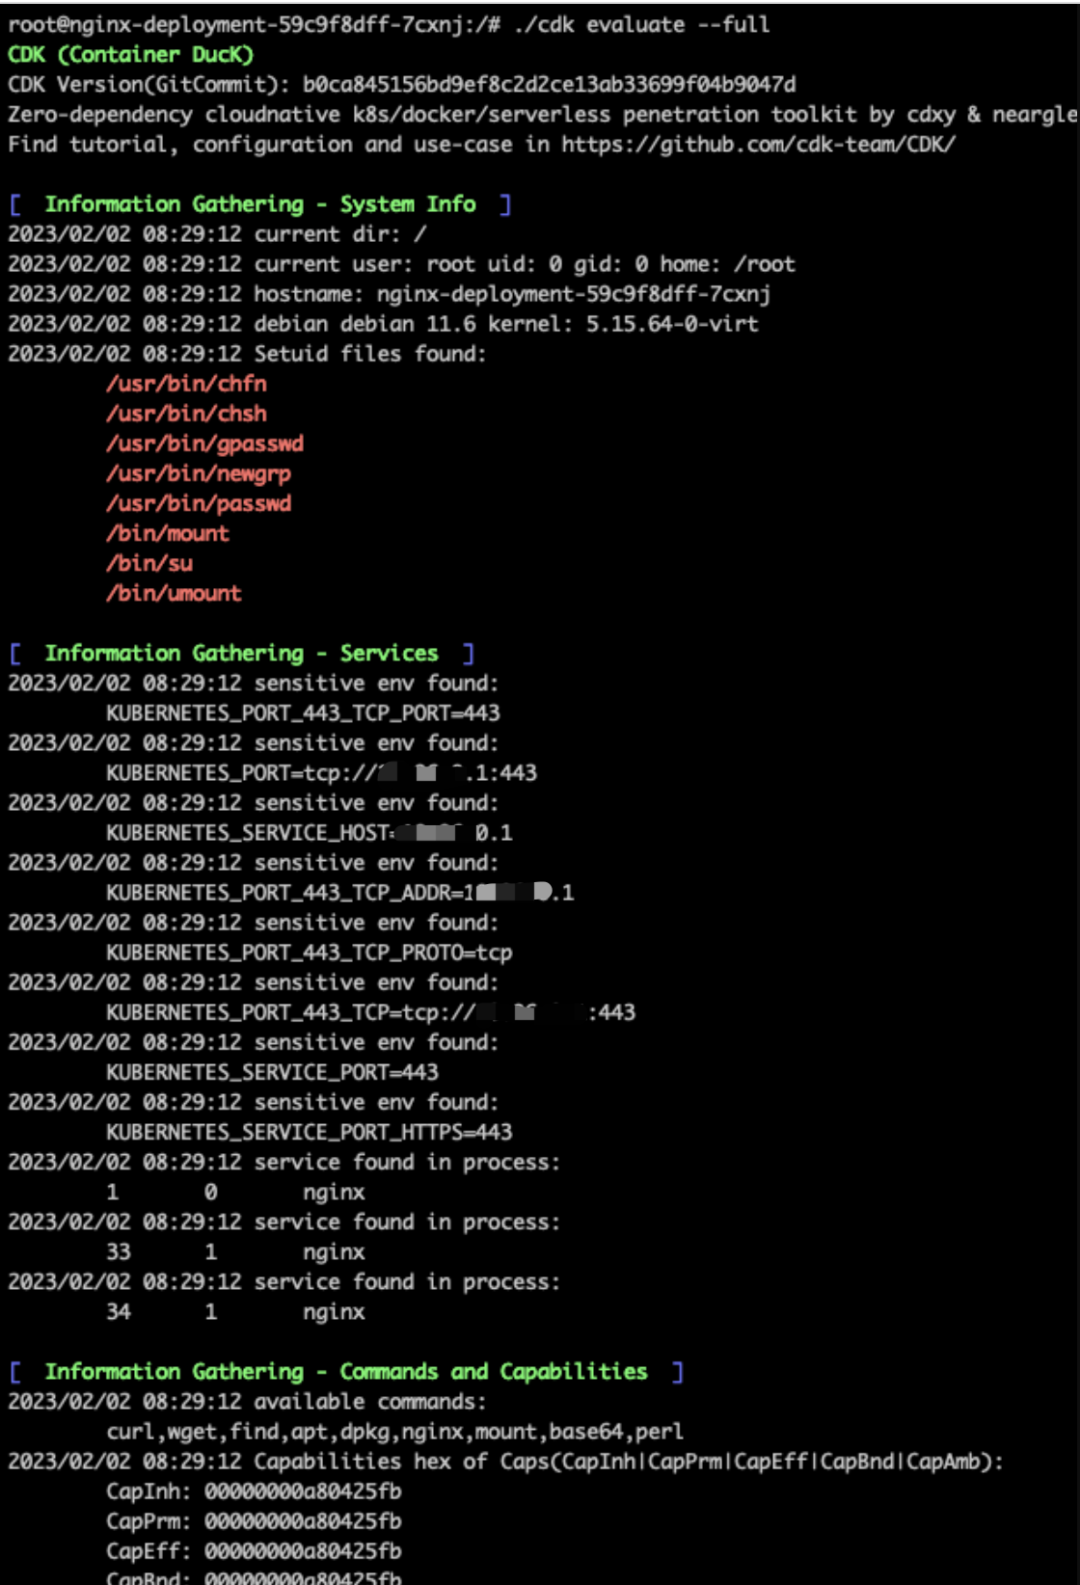 root@nginx-deployment-59c9f8dff-7cxnj:/# ./cdk evaluate --full
CDK (Container DucK)
CDK Version(GitCommit): b0ca845156bd9ef8c2d2ce13ab33699f04b9047d
Zero-dependency cloudnative k8s/docker/serverless penetration toolkit by cdxy & neargle
Find tutorial, configuration and use-case in https://github.com/cdk-team/CDK/
[  Information Gathering - System Info  ]
2023/02/02 08:29:12 current dir: /
2023/02/02 08:29:12 current user: root uid: 0 gid: 0 home: /root
2023/02/02 08:29:12 hostname: nginx-deployment-59c9f8dff-7cxnj
2023/02/02 08:29:12 debian debian 11.6 kernel: 5.15.64-0-virt
2023/02/02 08:29:12 Setuid files found:
/usr/bin/chfn
/usr/bin/chsh
/usr/bin/gpasswd
/usr/bin/newgrp
/usr/bin/passwd
/bin/mount
/bin/su
/bin/umount
[  Information Gathering - Services  ]
2023/02/02 08:29:12 sensitive env found:
KUBERNETES_PORT_443_TCP_PORT=443
2023/02/02 08:29:12 sensitive env found:
KUBERNETES_PORT=tcp:// .1:443
2023/02/02 08:29:12 sensitive env found:
KUBERNETES_SERVICE_HOST= 0.1
2023/02/02 08:29:12 sensitive env found:
KUBERNETES_PORT_443_TCP_ADDR=1 .1
2023/02/02 08:29:12 sensitive env found:
KUBERNETES_PORT_443_TCP_PROTO=tcp
2023/02/02 08:29:12 sensitive env found:
KUBERNETES_PORT_443_TCP=tcp:// :443
2023/02/02 08:29:12 sensitive env found:
KUBERNETES_SERVICE_PORT=443
2023/02/02 08:29:12 sensitive env found:
KUBERNETES_SERVICE_PORT_HTTPS=443
2023/02/02 08:29:12 service found in process:
1 0 nginx
2023/02/02 08:29:12 service found in process:
33 1 nginx
2023/02/02 08:29:12 service found in process:
34 1 nginx
[  Information Gathering - Commands and Capabilities  ]
2023/02/02 08:29:12 available commands:
curl,wget,find,apt,dpkg,nginx,mount,base64,perl
2023/02/02 08:29:12 Capabilities hex of Caps(CapInh|CapPrm|CapEff|CapBnd|CapAmb):
CapInh: 00000000a80425fb
CapPrm: 00000000a80425fb
CapEff: 00000000a80425fb
CapBnd: 00000000a80425fb